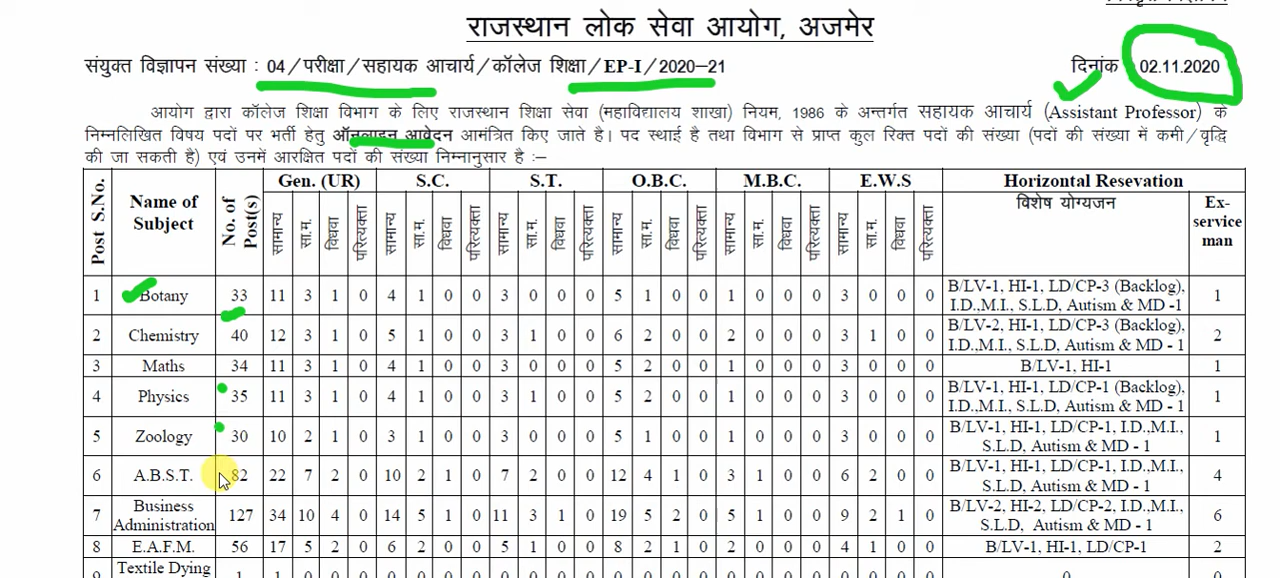 राजस्थान लोक सेवा आयोग, अजमेर
संयुक्त विज्ञापन संख्या : 04/परीक्षा/सहायक आचार्य/कॉलेज शिक्षा/EP-I/2020-21 दिनांक 02.11.2020
आयोग द्वारा कॉलेज शिक्षा विभाग के लिए राजस्थान शिक्षा सेवा (महाविद्यालय शाखा) नियम, 1986 के अन्तर्गत सहायक आचार्य (Assistant Professor) के
निम्नलिखित विषय पदों पर भर्ती हेतु ऑनलाइन आवेदन आमंत्रित किए जाते है। पद स्थाई है तथा विभाग से प्राप्त कुल रिक्त पदों की संख्या (पदों की संख्या में कमी/वृद्धि
की जा सकती है) एवं उनमें आरक्षित पदों की संख्या निम्नानुसार है :–
Post S.No. Name of Subject No. of Post(s) Gen. (UR) S.C. S.T. O.B.C. M.B.C. E.W.S Horizontal Resevation
सामान्य सा.म. विधवा परित्यक्ता सामान्य सा.म. विधवा परित्यक्ता सामान्य सा.म. विधवा परित्यक्ता सामान्य सा.म. विधवा परित्यक्ता सामान्य सा.म. विधवा परित्यक्ता सामान्य सा.म. विधवा परित्यक्ता विशेष योग्यजन Ex-service man
1 Botany 33 11 3 1 0 4 1 0 0 3 0 0 0 5 1 0 0 1 0 0 0 3 0 0 0 B/LV-1, HI-1, LD/CP-3 (Backlog), I.D.,M.I., S.L.D, Autism & MD -1 1
2 Chemistry 40 12 3 1 0 5 1 0 0 3 1 0 0 6 2 0 0 2 0 0 0 3 1 0 0 B/LV-2, HI-1, LD/CP-3 (Backlog), I.D.,M.I., S.L.D, Autism & MD - 1 2
3 Maths 34 11 3 1 0 4 1 0 0 3 1 0 0 5 2 0 0 1 0 0 0 3 0 0 0 B/LV-1, HI-1 1
4 Physics 35 11 3 1 0 4 1 0 0 3 1 0 0 5 2 0 0 1 0 0 0 3 0 0 0 B/LV-1, HI-1, LD/CP-1 (Backlog), I.D.,M.I., S.L.D, Autism & MD - 1 1
5 Zoology 30 10 2 1 0 3 1 0 0 3 0 0 0 5 1 0 0 1 0 0 0 3 0 0 0 B/LV-1, HI-1, LD/CP-1, I.D.,M.I., S.L.D, Autism & MD - 1 1
6 A.B.S.T. 82 22 7 2 0 10 2 1 0 7 2 0 0 12 4 1 0 3 1 0 0 6 2 0 0 B/LV-1, HI-1, LD/CP-1, I.D.,M.I., S.L.D, Autism & MD - 1 4
7 Business Administration 127 34 10 4 0 14 5 1 0 11 3 1 0 19 5 2 0 5 1 0 0 9 2 1 0 B/LV-2, HI-2, LD/CP-2, I.D.,M.I., S.L.D, Autism & MD - 1 6
8 E.A.F.M. 56 17 5 2 0 6 2 0 0 5 1 0 0 8 2 1 0 2 0 0 0 4 1 0 0 B/LV-1, HI-1, LD/CP-1 2
Textile Dying